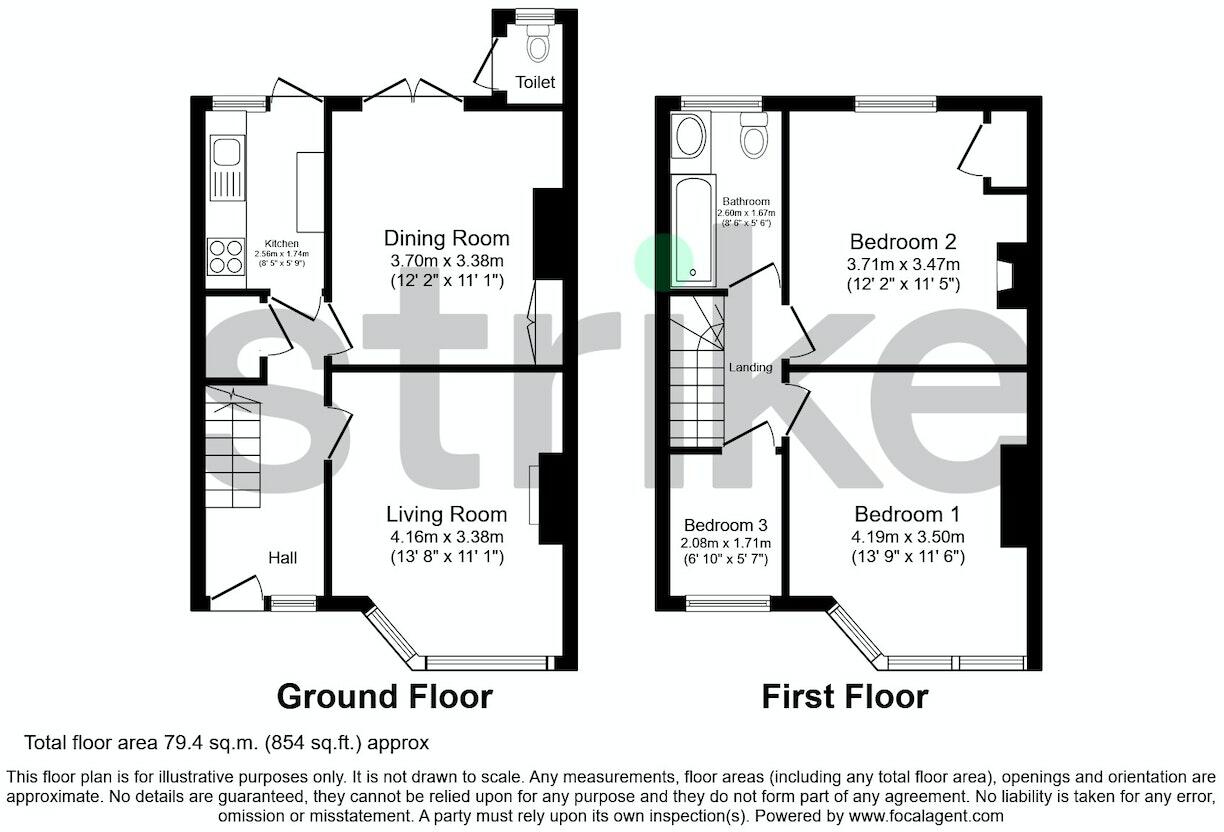 Toilet
Kitchen
2.56m x 1.74m
(8' 5" x 5' 9")
Dining Room
3.70m x 3.38m
(12' 2" x 11' 1")
Living Room
4.16m x 3.38m
(13' 8" x 11' 1")
Hall
Ground Floor
Bathroom
2.60m x 1.67m
(8' 6" x 5' 6")
Bedroom 2
3.71m x 3.47m
(12' 2" x 11' 5")
Landing
Bedroom 3
2.08m x 1.71m
(6' 10" x 5' 7")
Bedroom 1
4.19m x 3.50m
(13' 9" x 11' 6")
First Floor
strike
Total floor area 79.4 sq.m. (854 sq.ft.) approx
This floor plan is for illustrative purposes only. It is not drawn to scale. Any measurements, floor areas (including any total floor area), openings and orientation are
approximate. No details are guaranteed, they cannot be relied upon for any purpose and they do not form part of any agreement. No liability is taken for any error,
omission or misstatement. A party must rely upon its own inspection(s). Powered by www.focalagent.com